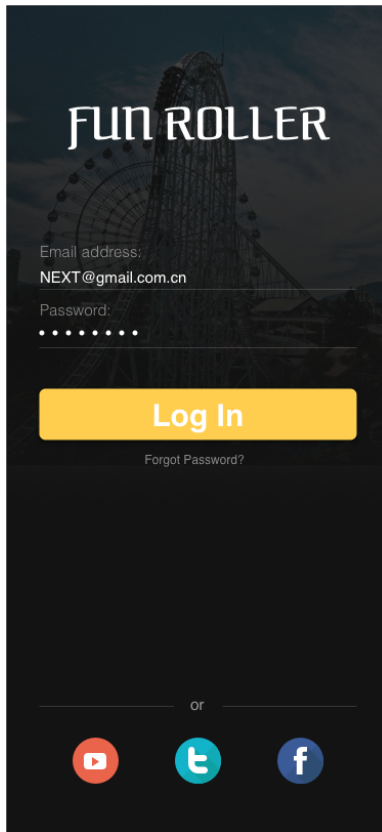 FUN ROLLER
Email address:
NEXT@gmail.com.cn
Password:
Log In
Forgot Password?
or